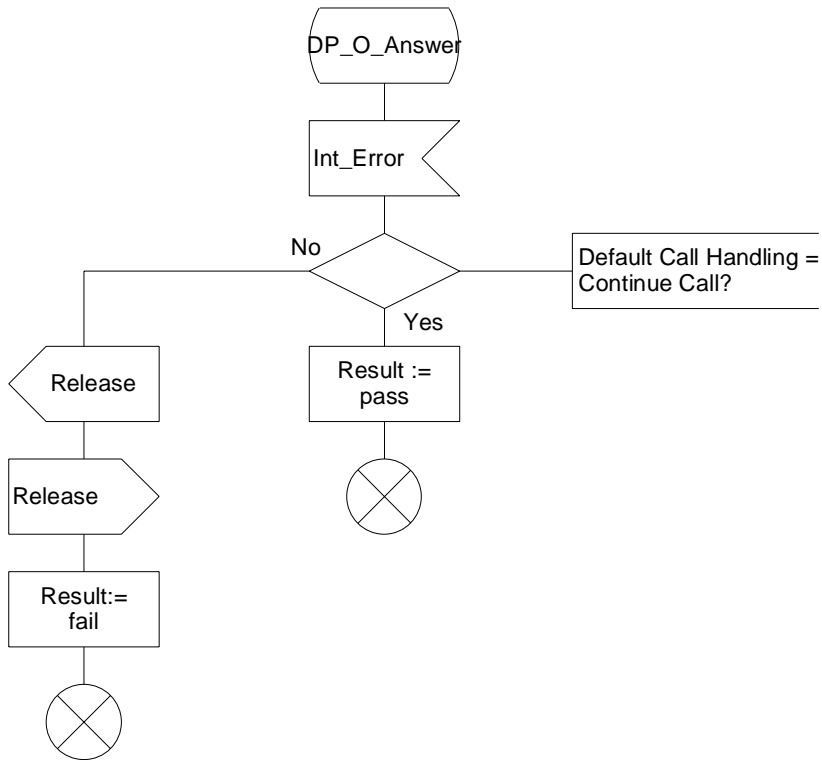 DP_O_Answer
Int_Error
No
Default Call Handling =
Continue Call?
Yes
Release
Result :=
pass
Release
Result:=
fail